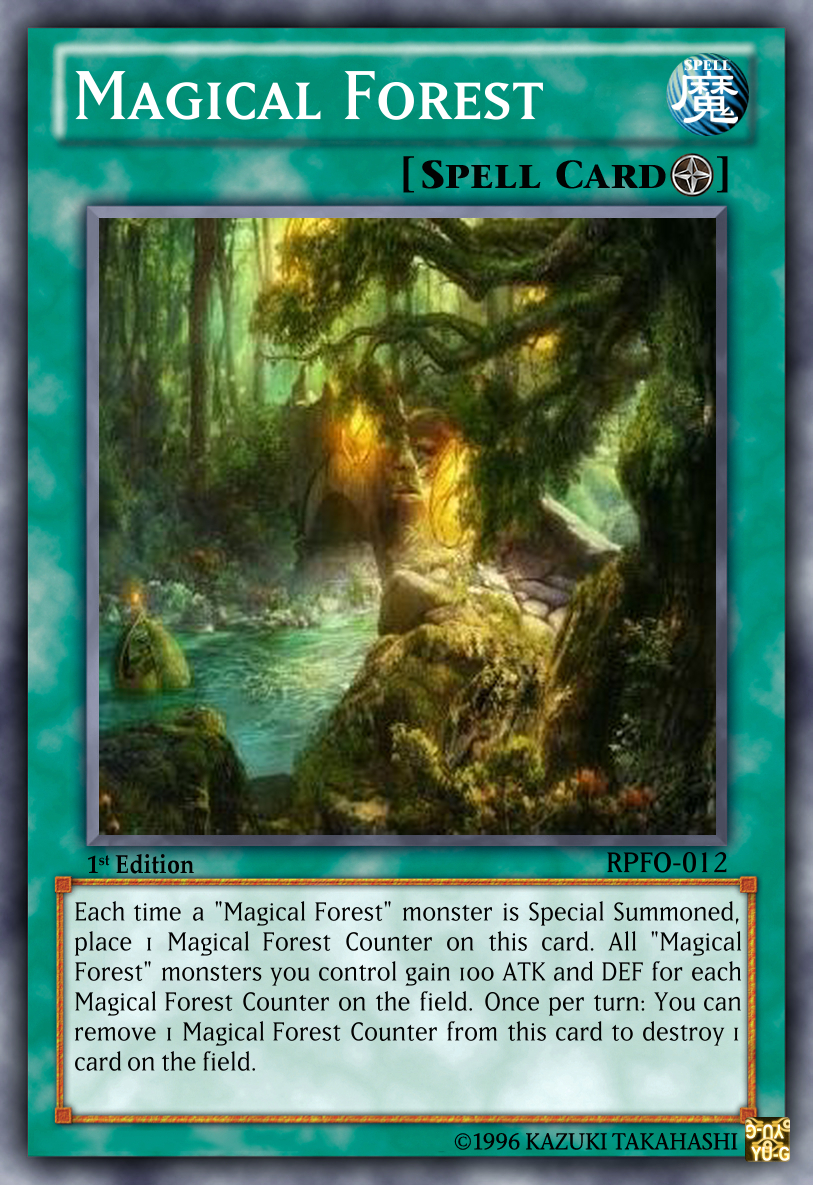 Magical Forest
SPELL
魔
[Spell Card]
1st Edition
RPFO-012
Each time a "Magical Forest" monster is Special Summoned,
place 1 Magical Forest Counter on this card. All "Magical
Forest" monsters you control gain 100 ATK and DEF for each
Magical Forest Counter on the field. Once per turn: You can
remove 1 Magical Forest Counter from this card to destroy 1
card on the field.
©1996 KAZUKI TAKAHASHI